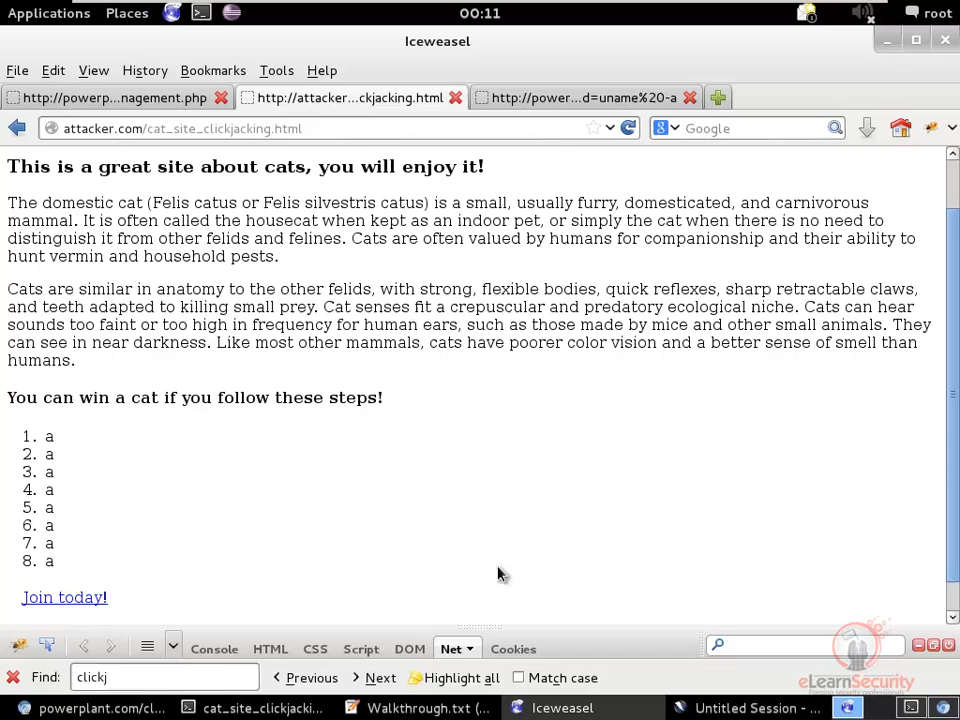 Applications Places 00:11 root
Iceweasel
File Edit View History Bookmarks Tools Help
http://powerp...nagement.php http://attacker...ckjacking.html http://power...d=uname%20-a
attacker.com/cat_site_clickjacking.html Google
This is a great site about cats, you will enjoy it!
The domestic cat (Felis catus or Felis silvestris catus) is a small, usually furry, domesticated, and carnivorous
mammal. It is often called the housecat when kept as an indoor pet, or simply the cat when there is no need to
distinguish it from other felids and felines. Cats are often valued by humans for companionship and their ability to
hunt vermin and household pests.
Cats are similar in anatomy to the other felids, with strong, flexible bodies, quick reflexes, sharp retractable claws,
and teeth adapted to killing small prey. Cat senses fit a crepuscular and predatory ecological niche. Cats can hear
sounds too faint or too high in frequency for human ears, such as those made by mice and other small animals. They
can see in near darkness. Like most other mammals, cats have poorer color vision and a better sense of smell than
humans.
You can win a cat if you follow these steps!
1. a
2. a
3. a
4. a
5. a
6. a
7. a
8. a
Join today!
Console HTML CSS Script DOM Net Cookies
Find: clickj Previous Next Highlight all Match case
eLearnSecurity
Forging security professionals
powerplant.com/cl... cat_site_clickjacki... Walkthrough.txt (... Iceweasel Untitled Session - ...